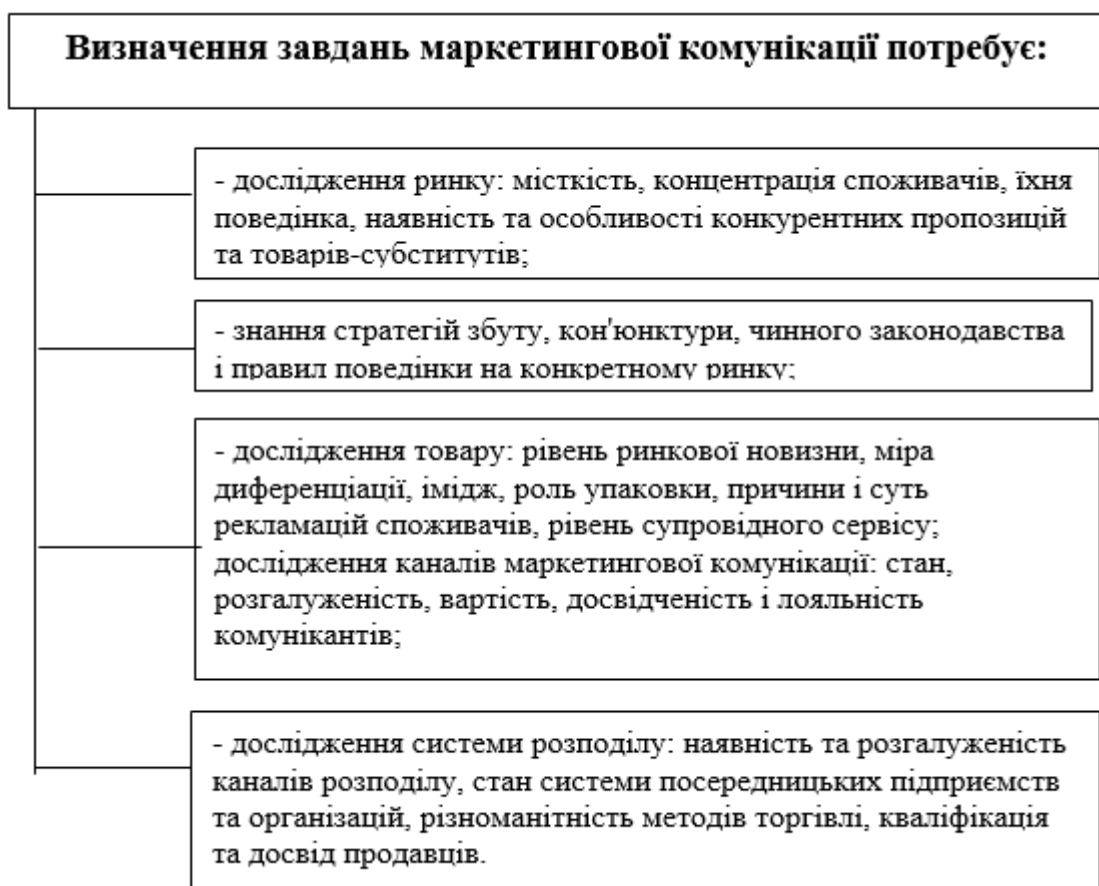 Визначення завдань маркетингової комунікації потребує:
- дослідження ринку: місткість, концентрація споживачів, їхня
поведінка, наявність та особливості конкурентних пропозицій
та товарів-субститутів;
- знання стратегій збуту, кон'юнктури, чинного законодавства
і правил поведінки на конкретному ринку;
- дослідження товару: рівень ринкової новизни, міра
диференціації, імідж, роль упаковки, причини і суть
рекламацій споживачів, рівень супровідного сервісу;
дослідження каналів маркетингової комунікації: стан,
розгалуженість, вартість, досвідченість і лояльність
комунікантів;
- дослідження системи розподілу: наявність та розгалуженість
каналів розподілу, стан системи посередницьких підприємств
та організацій, різноманітність методів торгівлі, кваліфікація
та досвід продавців.